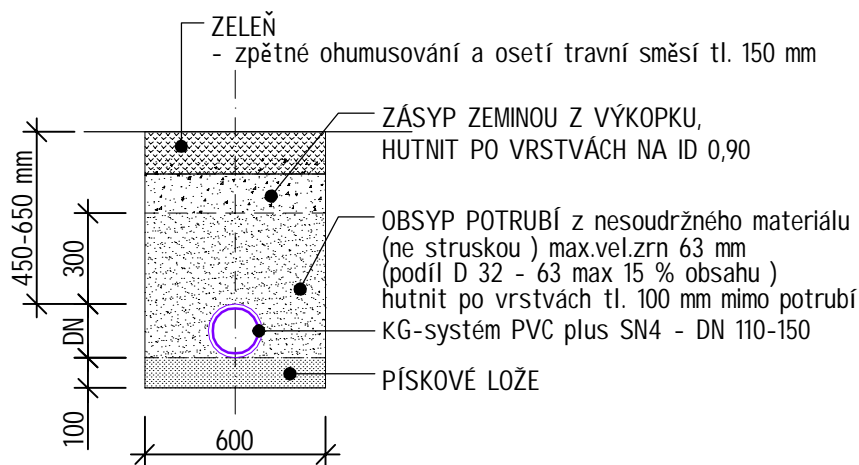 ZELEŇ
- zpětné ohumusování a osetí travní směsí tl. 150 mm
ZÁSYP ZEMINOU Z VÝKOPKU,
HUTNIT PO VRSTVÁCH NA ID 0,90
OBSYP POTRUBÍ z nesoudržného materiálu
(ne struskou ) max.vel.zrn 63 mm
(podíl D 32 - 63 max 15 % obsahu )
hutnit po vrstvách tl. 100 mm mimo potrubí
KG-systém PVC plus SN4 - DN 110-150
PÍSKOVÉ LOŽE
450-650 mm
300
DN
100
600